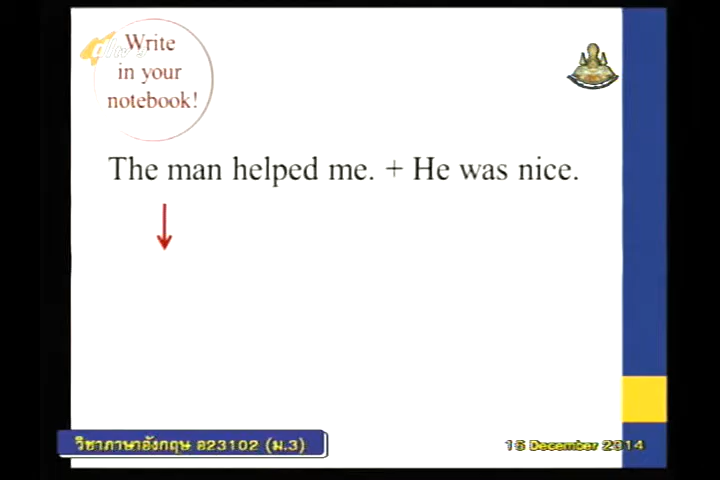 Write
in your
notebook!
The man helped me. + He was nice.
วิชาภาษาอังกฤษ อ23102 (ม.3)
15 December 2014